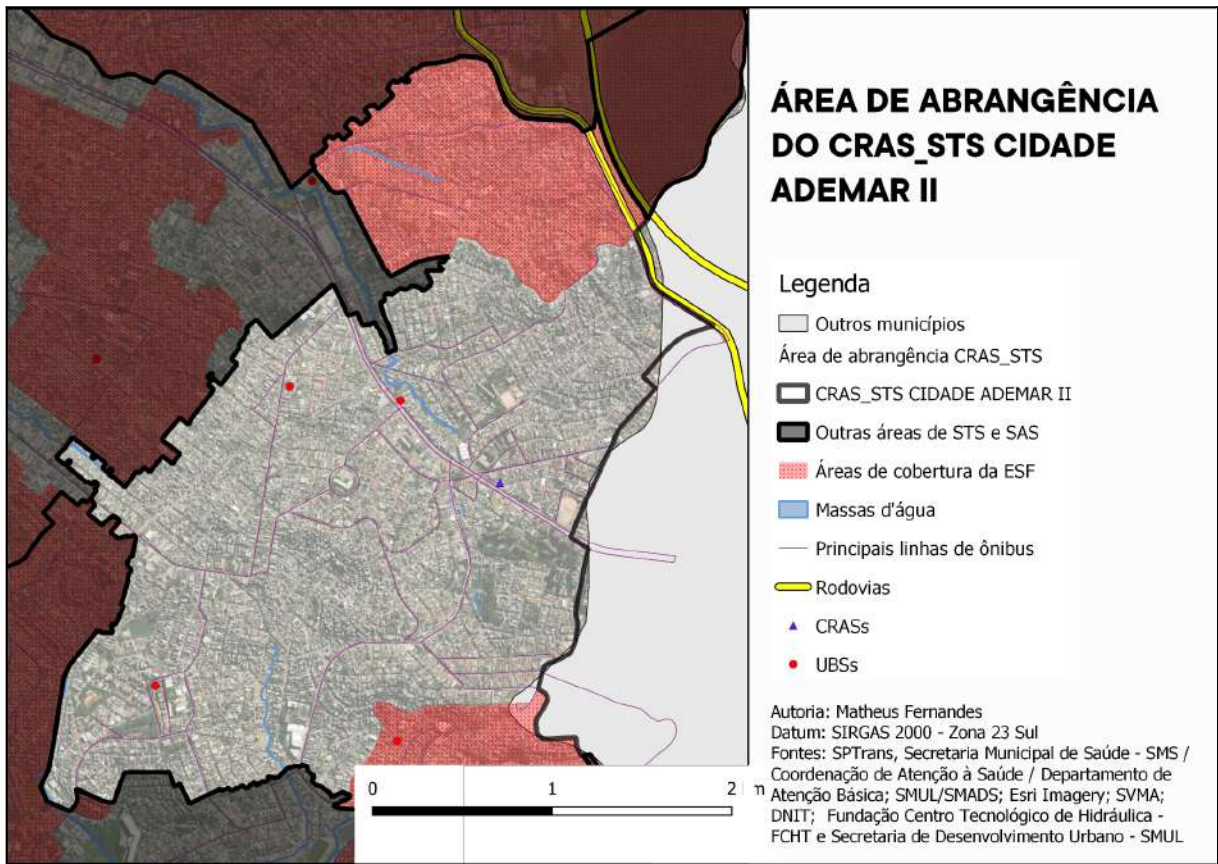 ÁREA DE ABRANGÊNCIA
DO CRAS_STS CIDADE
ADEMAR II
Legenda
Outros municípios
Área de abrangência CRAS_STS
CRAS_STS CIDADE ADEMAR II
Outras áreas de STS e SAS
Áreas de cobertura da ESF
Massas d'água
Principais linhas de ônibus
Rodovias
CRASs
UBSs
Autoria: Matheus Fernandes
Datum: SIRGAS 2000 - Zona 23 Sul
Fontes: SPTrans, Secretaria Municipal de Saúde - SMS /
Coordenação de Atenção à Saúde / Departamento de
Atenção Básica; SMUL/SMADS; Esri Imagery; SVMA;
DNIT; Fundação Centro Tecnológico de Hidráulica -
FCHT e Secretaria de Desenvolvimento Urbano - SMUL
0 1 2